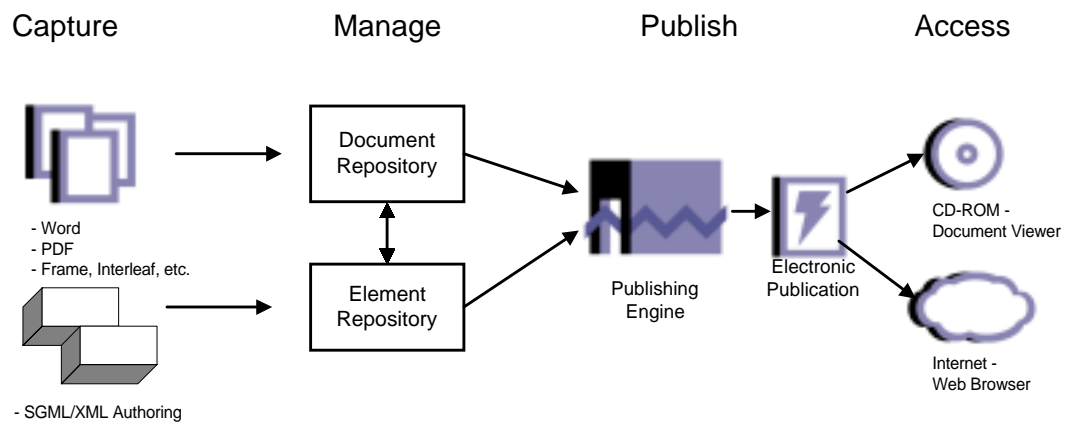 Capture
Manage
Publish
Access
- Word
- PDF
- Frame, Interleaf, etc.
- SGML/XML Authoring
Document
Repository
Element
Repository
Publishing
Engine
Electronic
Publication
CD-ROM -
Document Viewer
Internet -
Web Browser